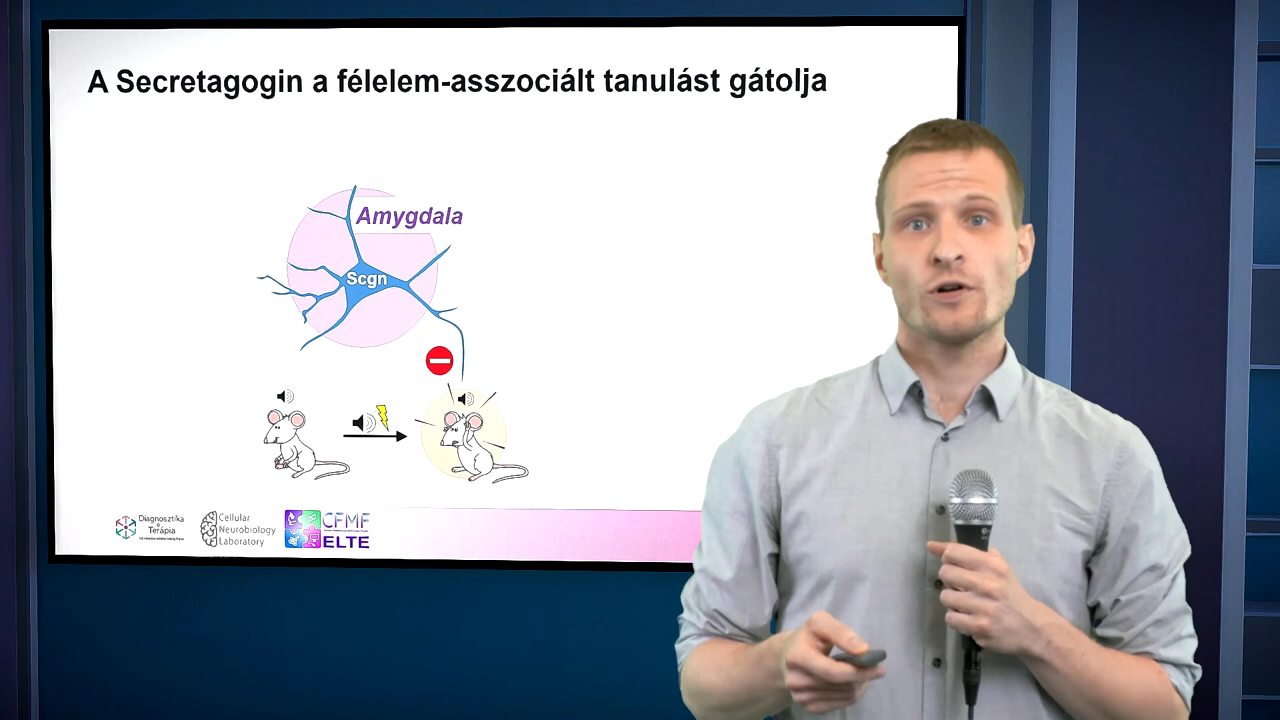 A Secretagogin a félelem-asszociált tanulást gátolja
Amygdala
Scgn
Diagnosztika
Terápia
Cellular
Neurobiology
Laboratory
CFMF
ELTE